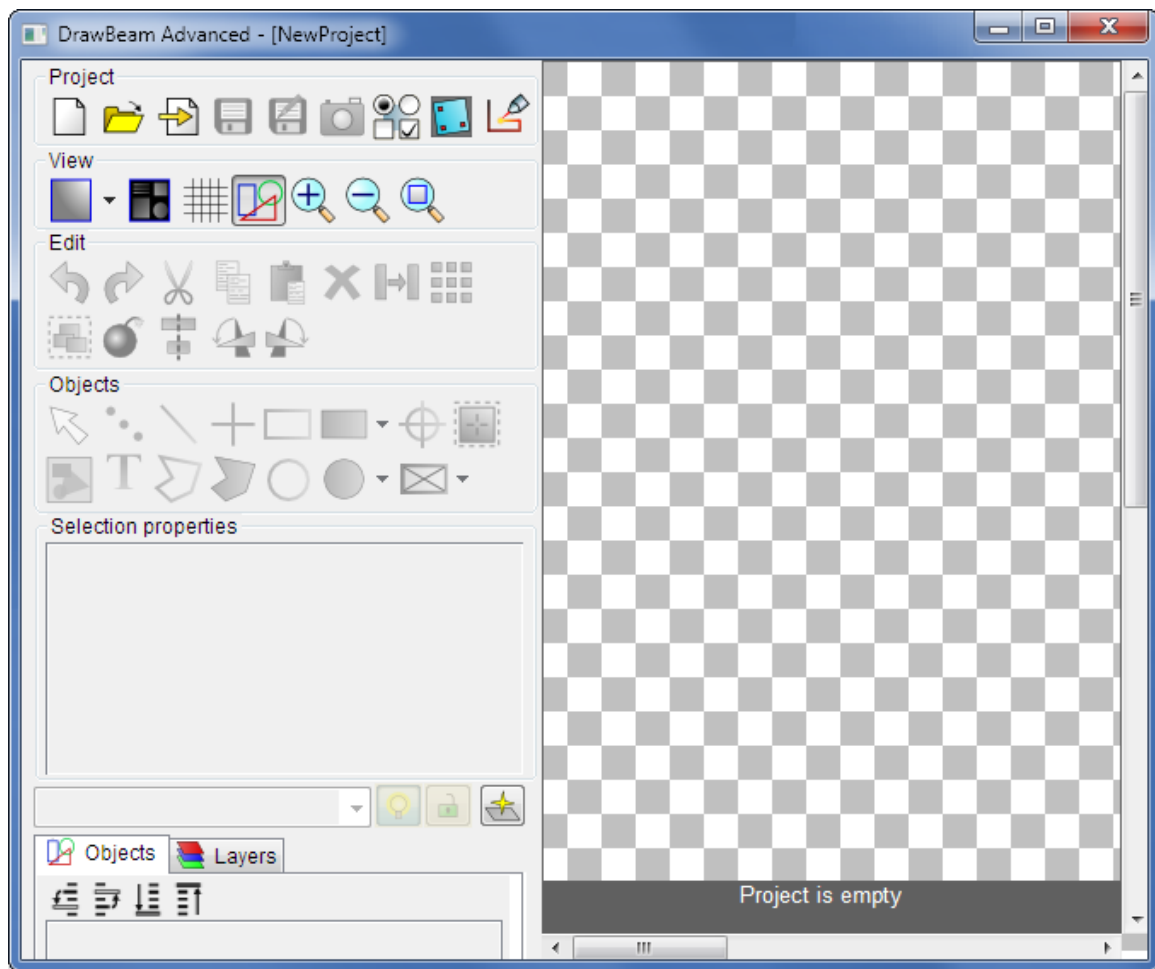 DrawBeam Advanced - [NewProject]
Project
View
Edit
Objects
T
Selection properties
Objects
Layers
Project is empty